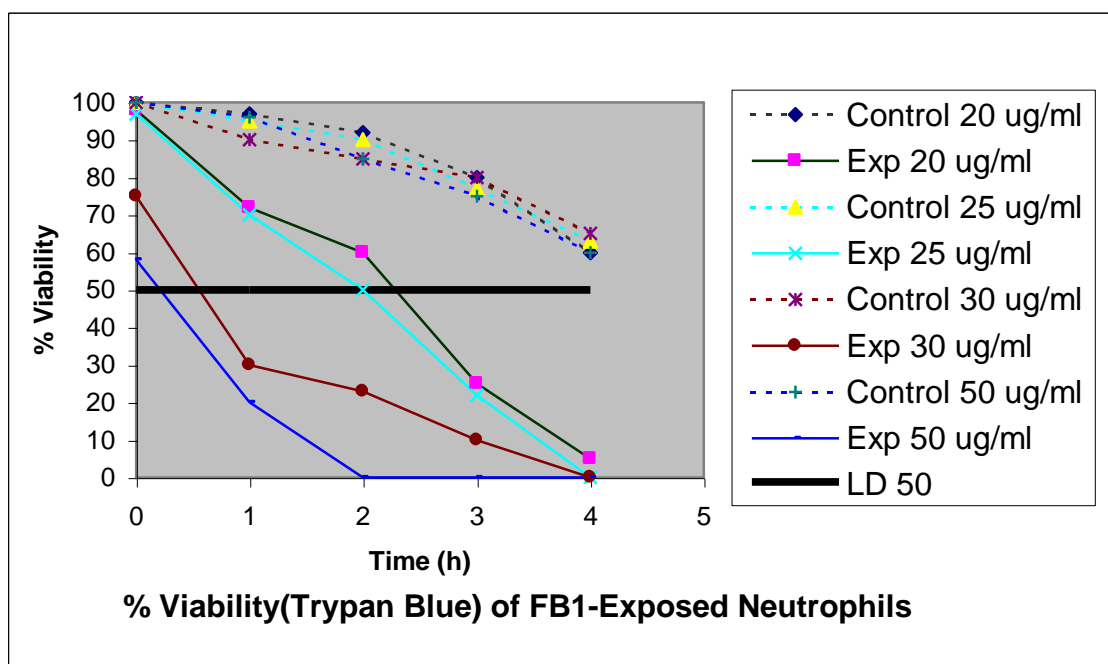 100
90
80
70
60
50
40
30
20
10
0
% Viability
0 1 2 3 4 5
Time (h)
% Viability(Trypan Blue) of FB1-Exposed Neutrophils
Control 20 ug/ml
Exp 20 ug/ml
Control 25 ug/ml
Exp 25 ug/ml
Control 30 ug/ml
Exp 30 ug/ml
Control 50 ug/ml
Exp 50 ug/ml
LD 50